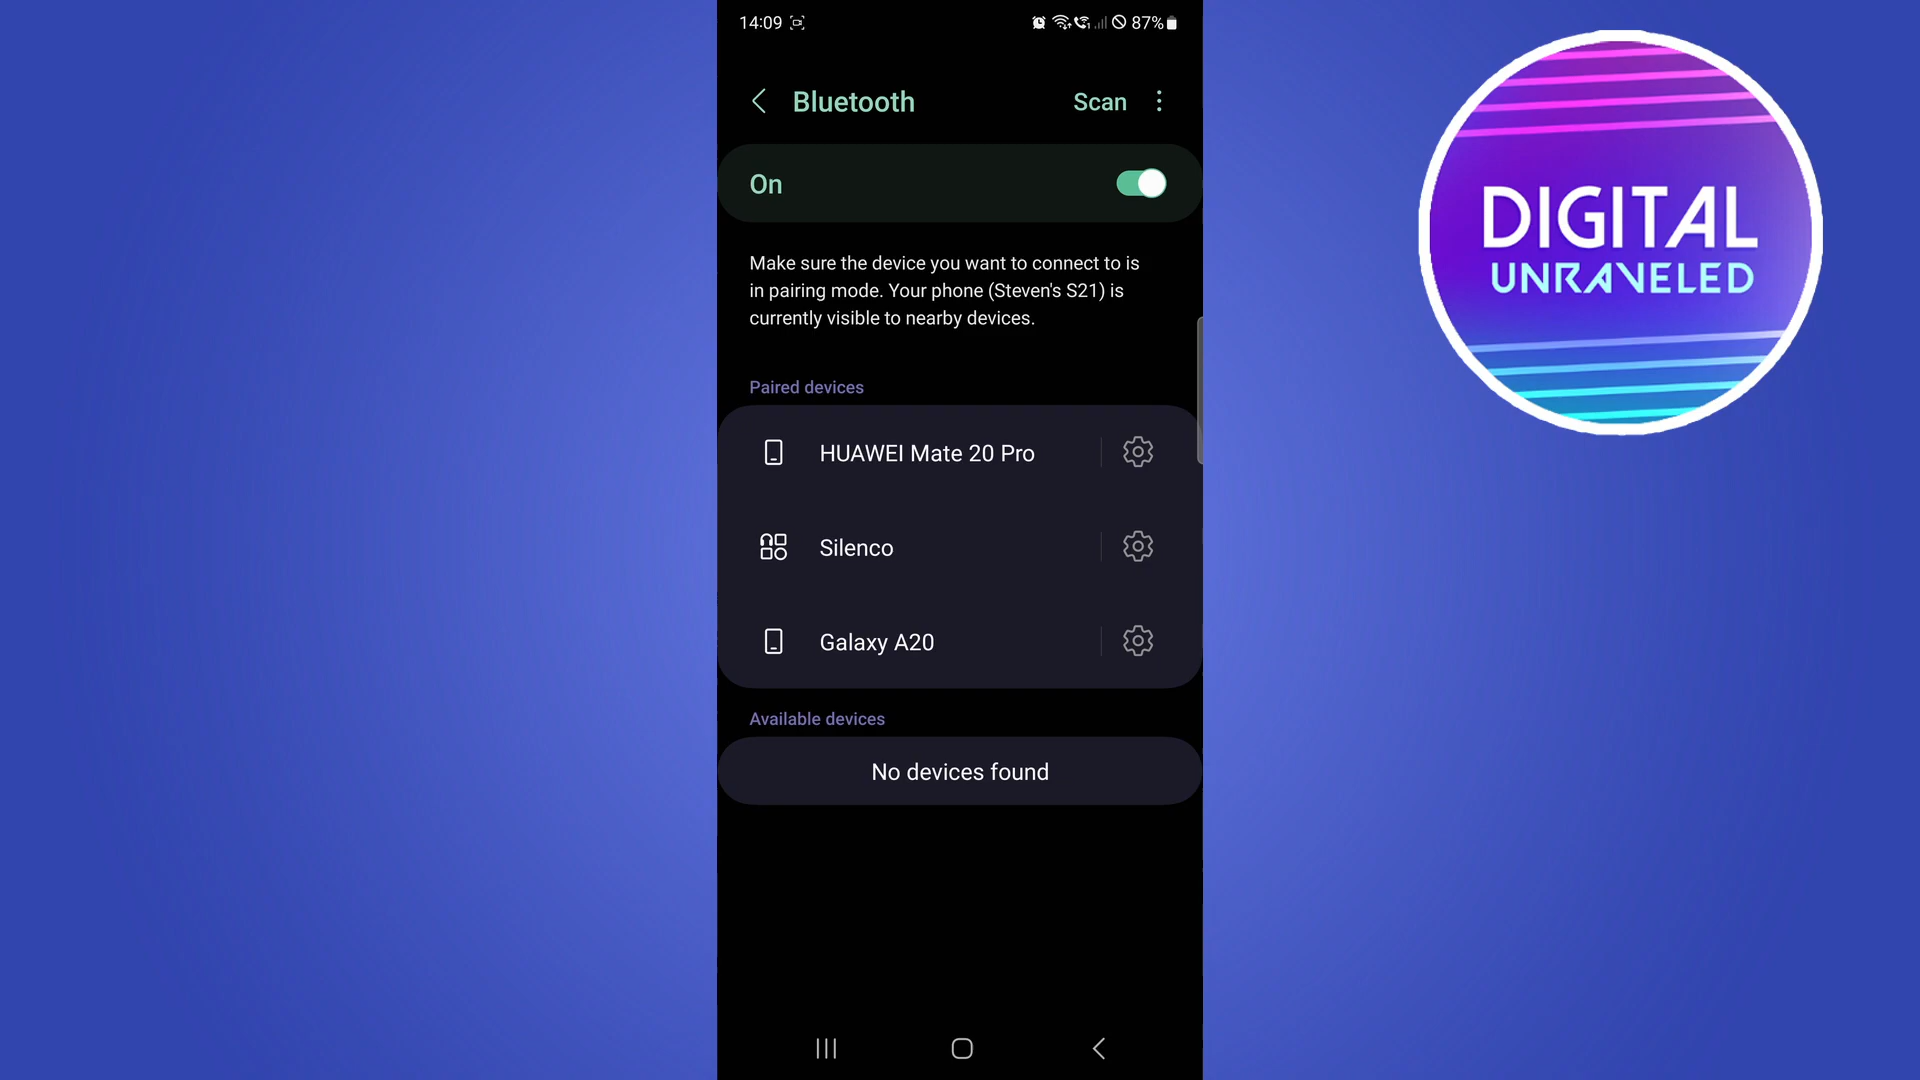 14:09
87%
Bluetooth
Scan
On
Make sure the device you want to connect to is
in pairing mode. Your phone (Steven's S21) is
currently visible to nearby devices.
Paired devices
HUAWEI Mate 20 Pro
Silenco
Galaxy A20
Available devices
No devices found
DIGITAL
UNRAVELED